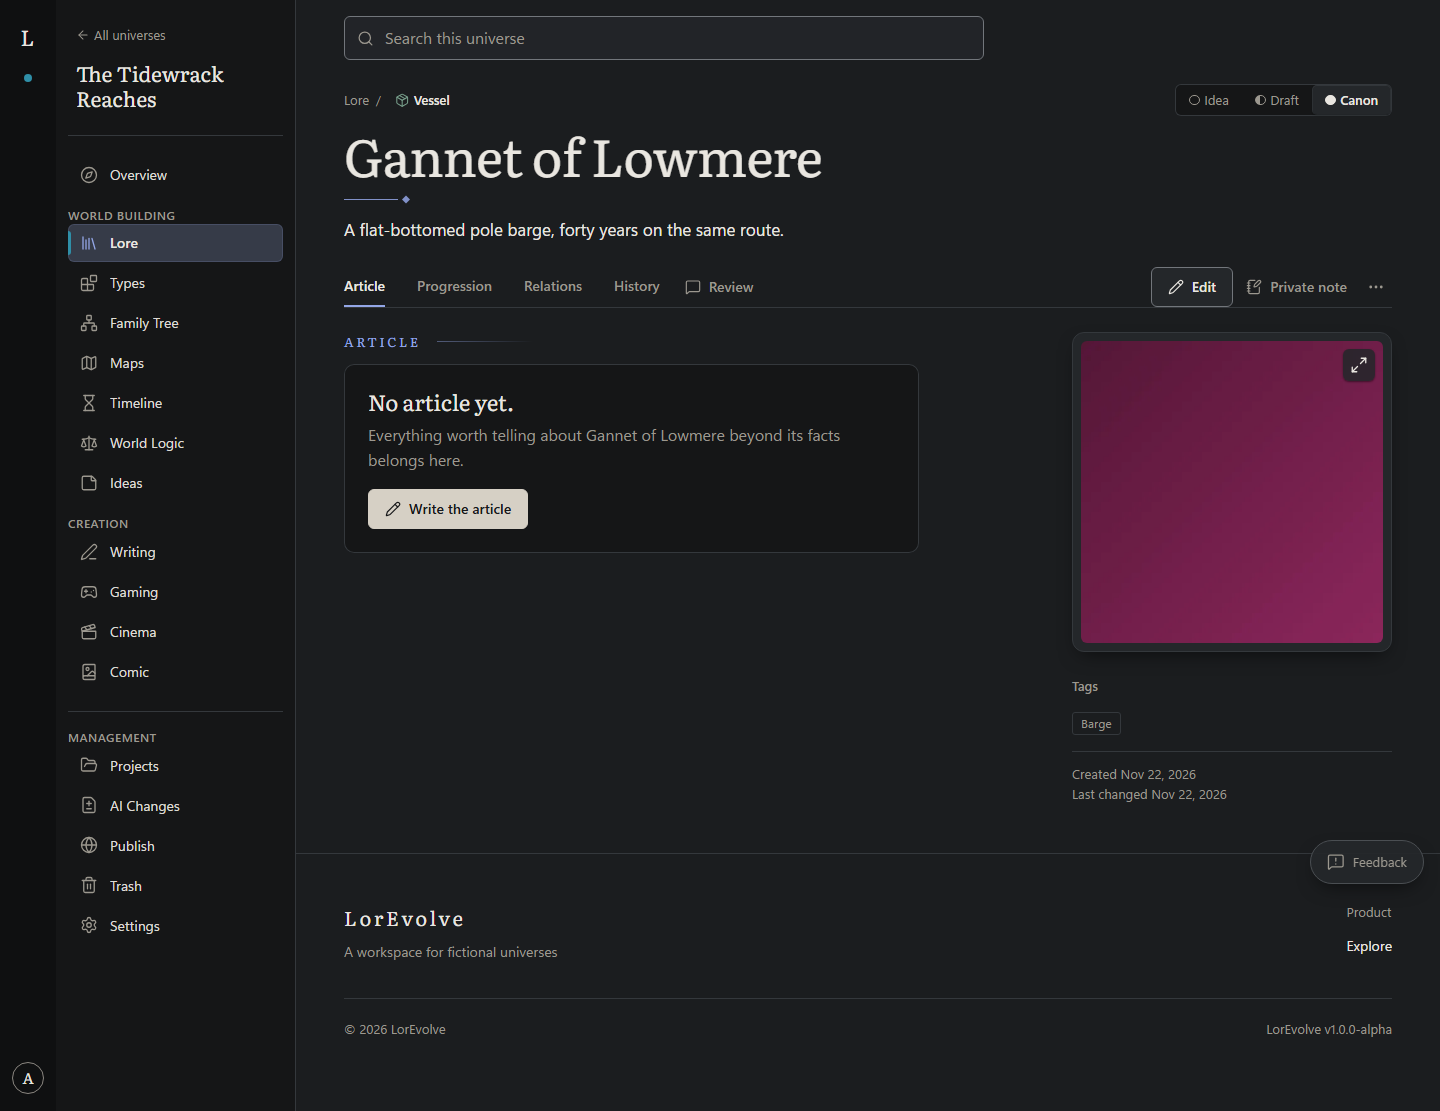 L
All universes
The Tidewrack
Reaches
Overview
WORLD BUILDING
Lore
Types
Family Tree
Maps
Timeline
World Logic
Ideas
CREATION
Writing
Gaming
Cinema
Comic
MANAGEMENT
Projects
AI Changes
Publish
Trash
Settings
A
Search this universe
Lore / Vessel
Idea Draft Canon
Gannet of Lowmere
A flat-bottomed pole barge, forty years on the same route.
Article Progression Relations History Review Edit Private note
ARTICLE
No article yet.
Everything worth telling about Gannet of Lowmere beyond its facts
belongs here.
Write the article
Tags
Barge
Created Nov 22, 2026
Last changed Nov 22, 2026
Feedback
LorEvolve
A workspace for fictional universes
Product
Explore
© 2026 LorEvolve
LorEvolve v1.0.0-alpha